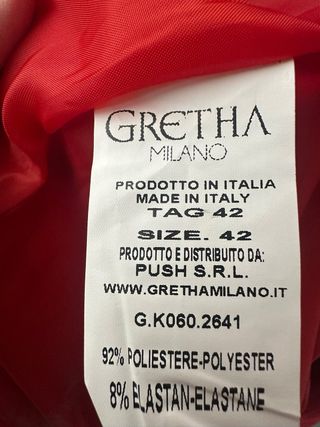 GRETHA
MILANO
PRODOTTO IN ITALIA
MADE IN ITALY
TAG 42
SIZE. 42
PRODOTTO E DISTRIBUITO DA:
PUSH S.R.L.
WWW.GRETHAMILANO.IT
G.K060.2641
92% POLIESTERE-POLYESTER
8% ELASTAN-ELASTANE